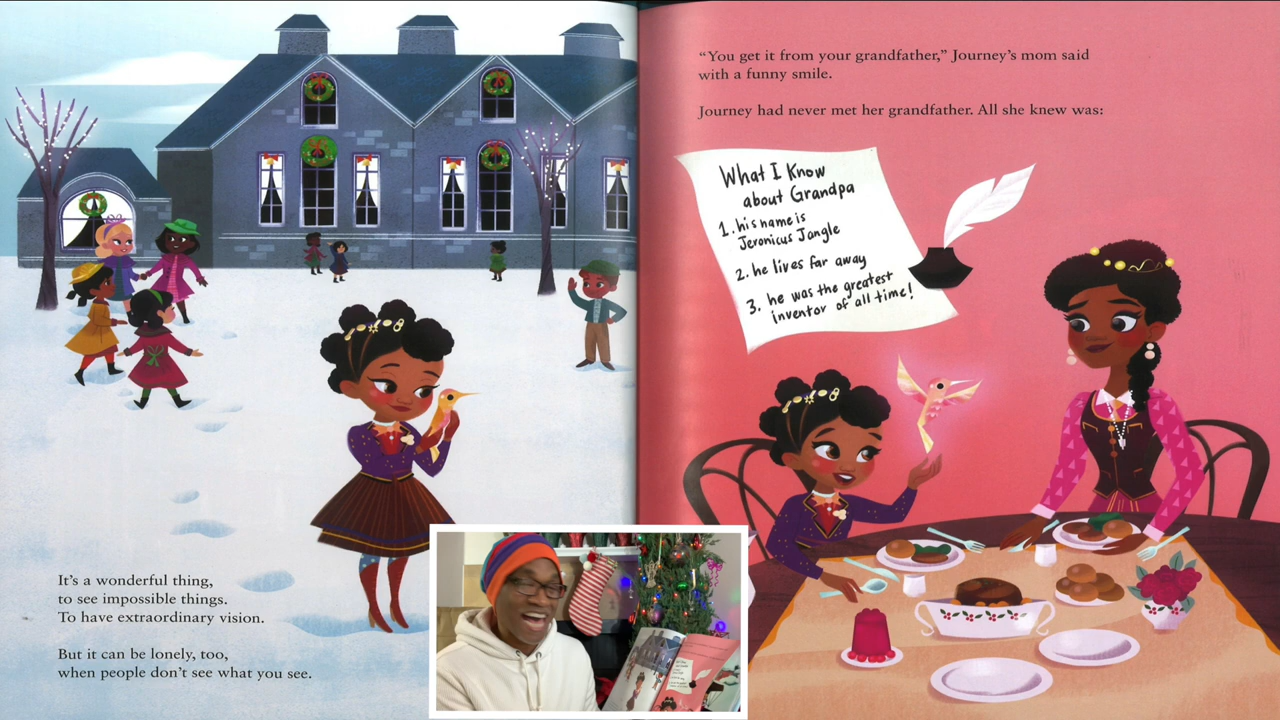 It's a wonderful thing,
to see impossible things.
To have extraordinary vision.
But it can be lonely, too,
when people don't see what you see.
“You get it from your grandfather,” Journey's mom said
with a funny smile.
Journey had never met her grandfather. All she knew was:
What I Know
about Grandpa
1. his name is
Jeronicus Jangle
2. he lives far away
3. he was the greatest
inventor of all time!